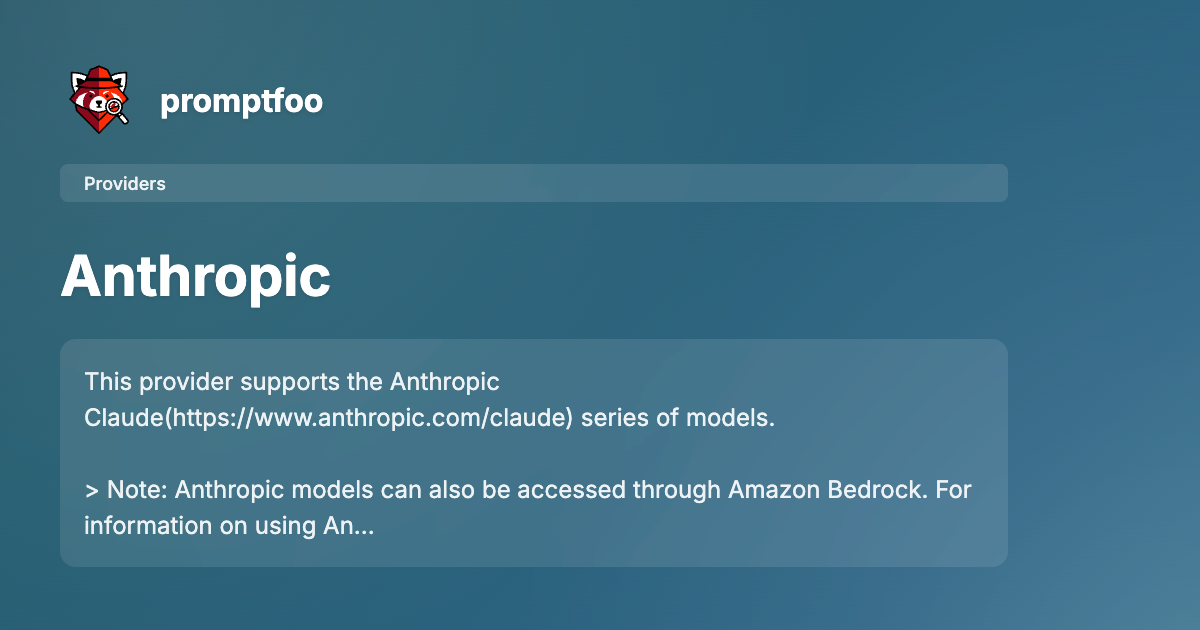 promptfoo
Providers
Anthropic
This provider supports the Anthropic
Claude(https://www.anthropic.com/claude) series of models.
> Note: Anthropic models can also be accessed through Amazon Bedrock. For
information on using An...